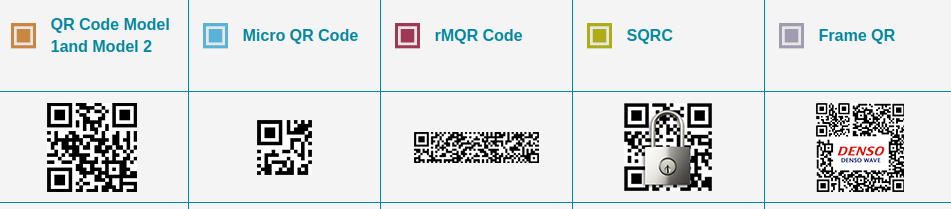 QR Code Model
1and Model 2
Micro QR Code
rMQR Code
SQRC
Frame QR
DENSO
DENSO WAVE